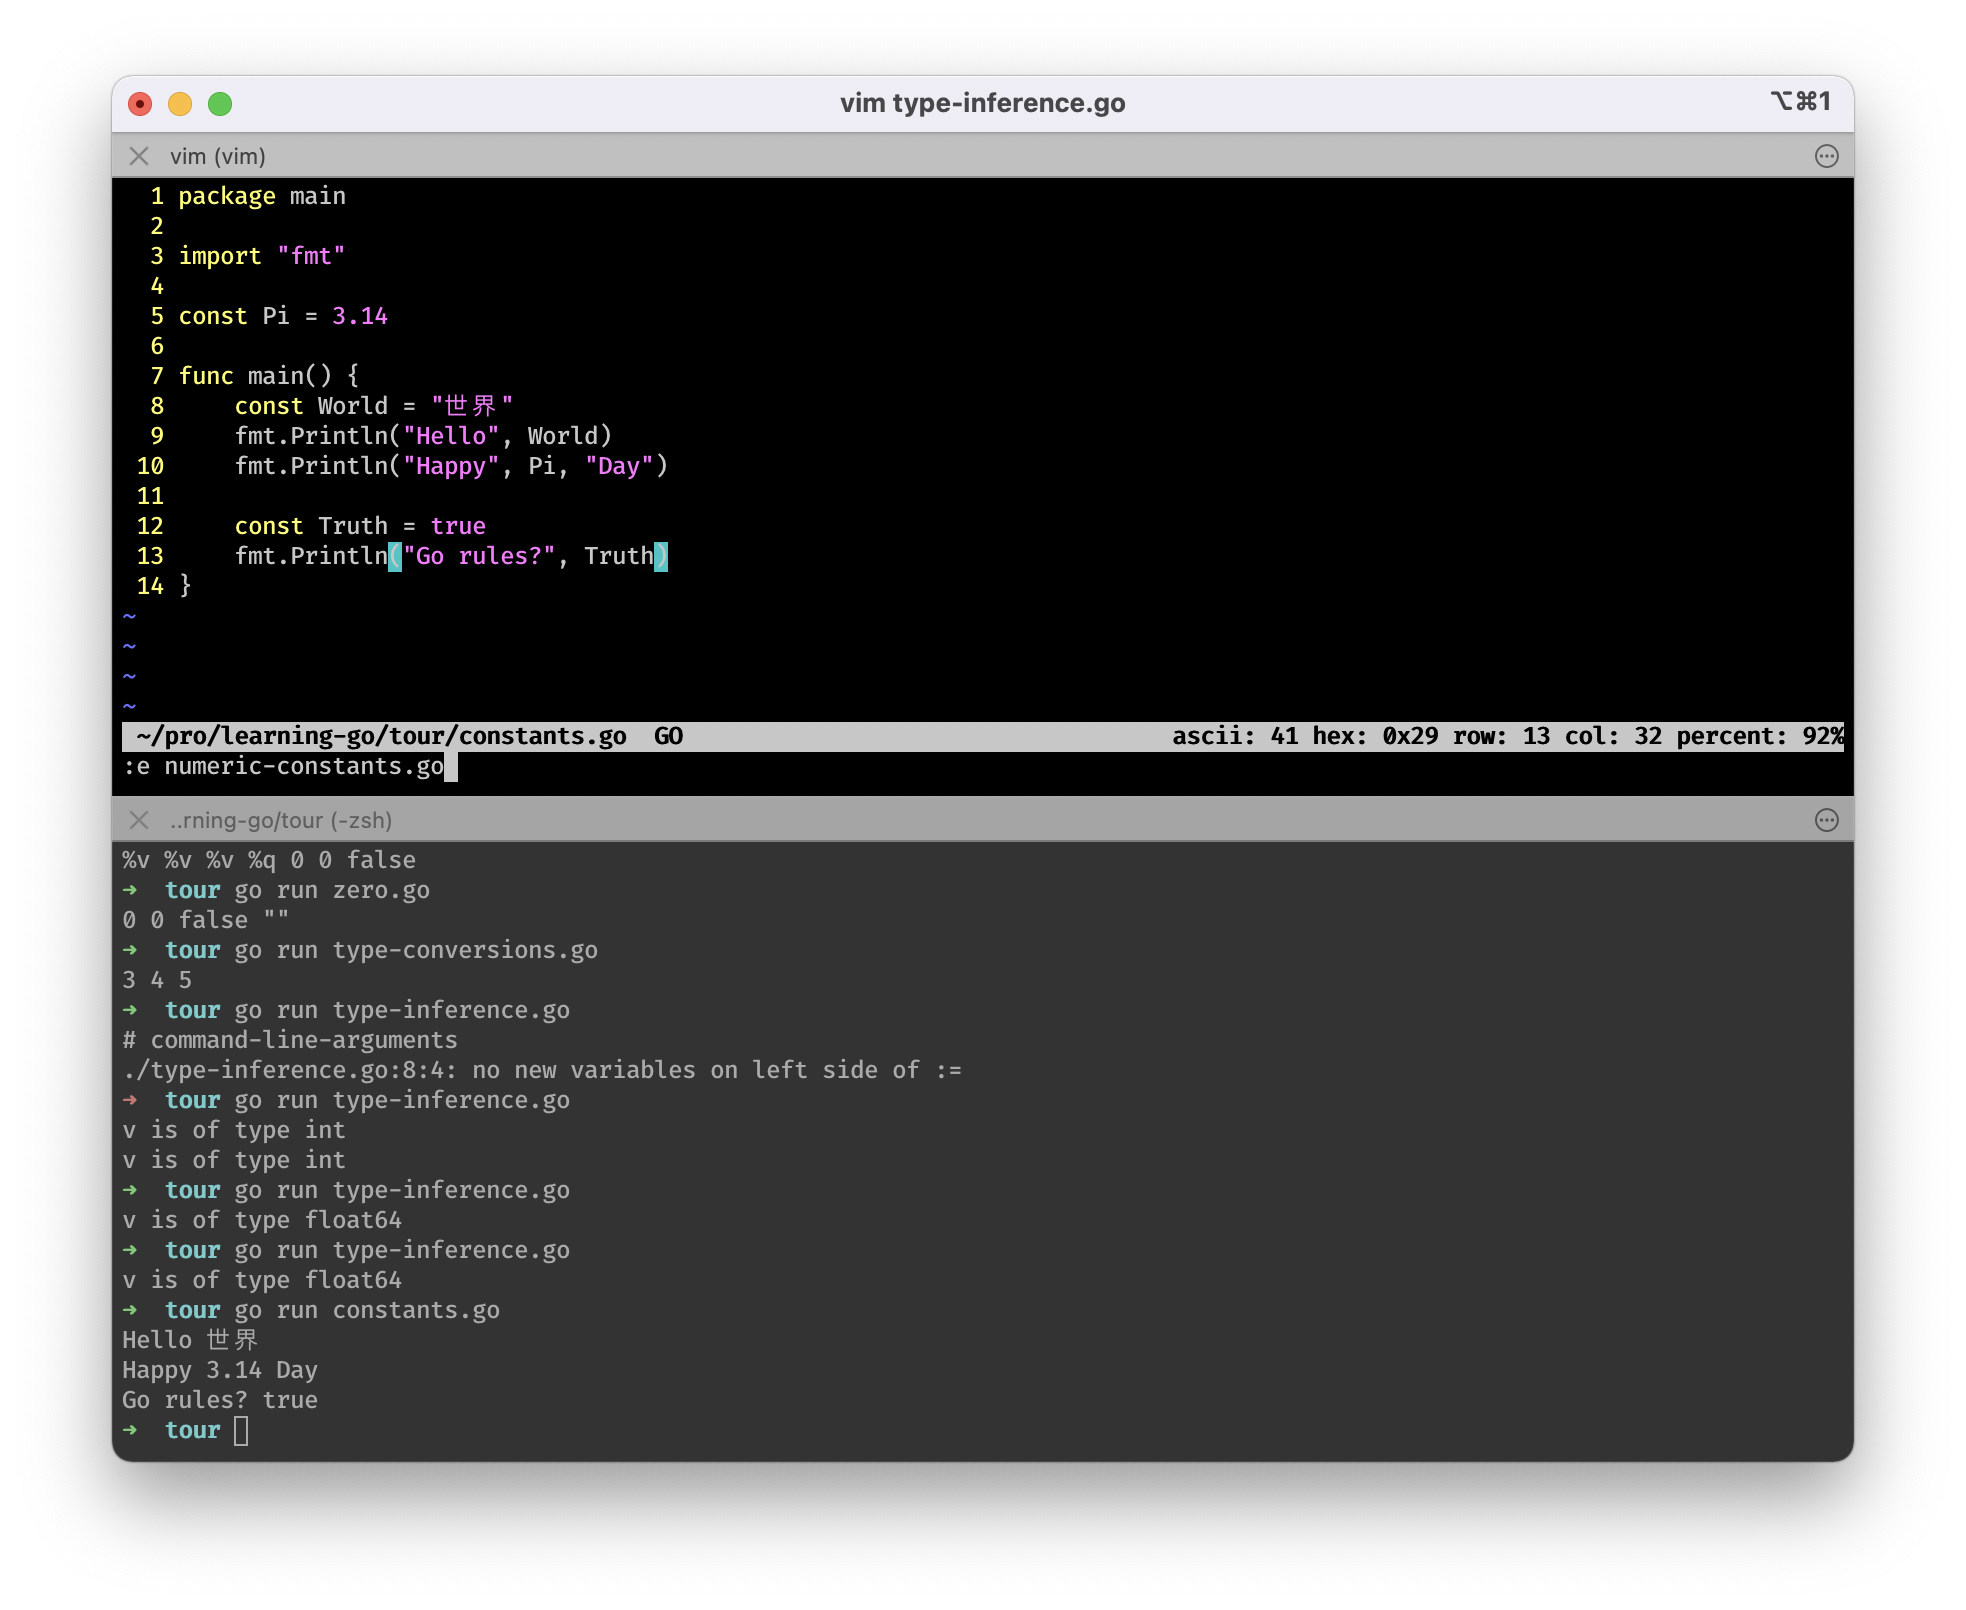 vim type-inference.go ⌥⌘1
vim (vim)
1 package main
2
3 import "fmt"
4
5 const Pi = 3.14
6
7 func main() {
8     const World = "世界"
9     fmt.Println("Hello", World)
10     fmt.Println("Happy", Pi, "Day")
11
12     const Truth = true
13     fmt.Println("Go rules?", Truth)
14 }
~
~
~
~
~/pro/learning-go/tour/constants.go  GO ascii: 41 hex: 0x29 row: 13 col: 32 percent: 92%
:e numeric-constants.go
..rning-go/tour (-zsh)
%v %v %v %q 0 0 false
➜  tour go run zero.go
0 0 false ""
➜  tour go run type-conversions.go
3 4 5
➜  tour go run type-inference.go
# command-line-arguments
./type-inference.go:8:4: no new variables on left side of :=
➜  tour go run type-inference.go
v is of type int
v is of type int
➜  tour go run type-inference.go
v is of type float64
➜  tour go run type-inference.go
v is of type float64
➜  tour go run constants.go
Hello 世界
Happy 3.14 Day
Go rules? true
➜  tour